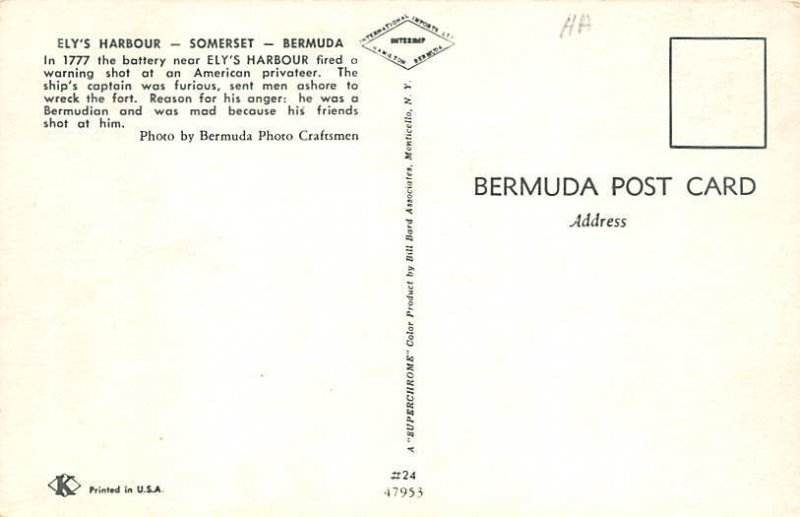 ELY'S HARBOUR — SOMERSET — BERMUDA
In 1777 the battery near ELY'S HARBOUR fired a
warning shot at an American privateer. The
ship's captain was furious, sent men ashore to
wreck the fort. Reason for his anger: he was a
Bermudian and was mad because his friends
shot at him.
Photo by Bermuda Photo Craftsmen
INTERNATIONAL IMPORTS LTD
INTERIMP
HAMILTON BERMUDA
HA
A "SUPERCHROME" Color Product by Bill Bard Associates, Monticello, N. Y.
BERMUDA POST CARD
Address
K
Printed in U.S.A.
#24
47953